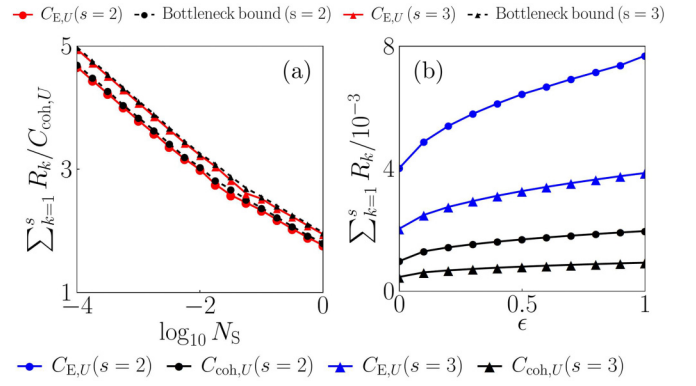 C_{E,U}(s = 2) Bottleneck bound (s = 2) C_{E,U}(s = 3) Bottleneck bound (s = 3)
(a)
∑_{k=1}^{s} R_k/C_{coh,U}
5
3
1
−4 −2 0
log_{10} N_S
(b)
∑_{k=1}^{s} R_k/10^{−3}
8
4
0
0 0.5 1
ϵ
C_{E,U}(s = 2) C_{coh,U}(s = 2) C_{E,U}(s = 3) C_{coh,U}(s = 3)